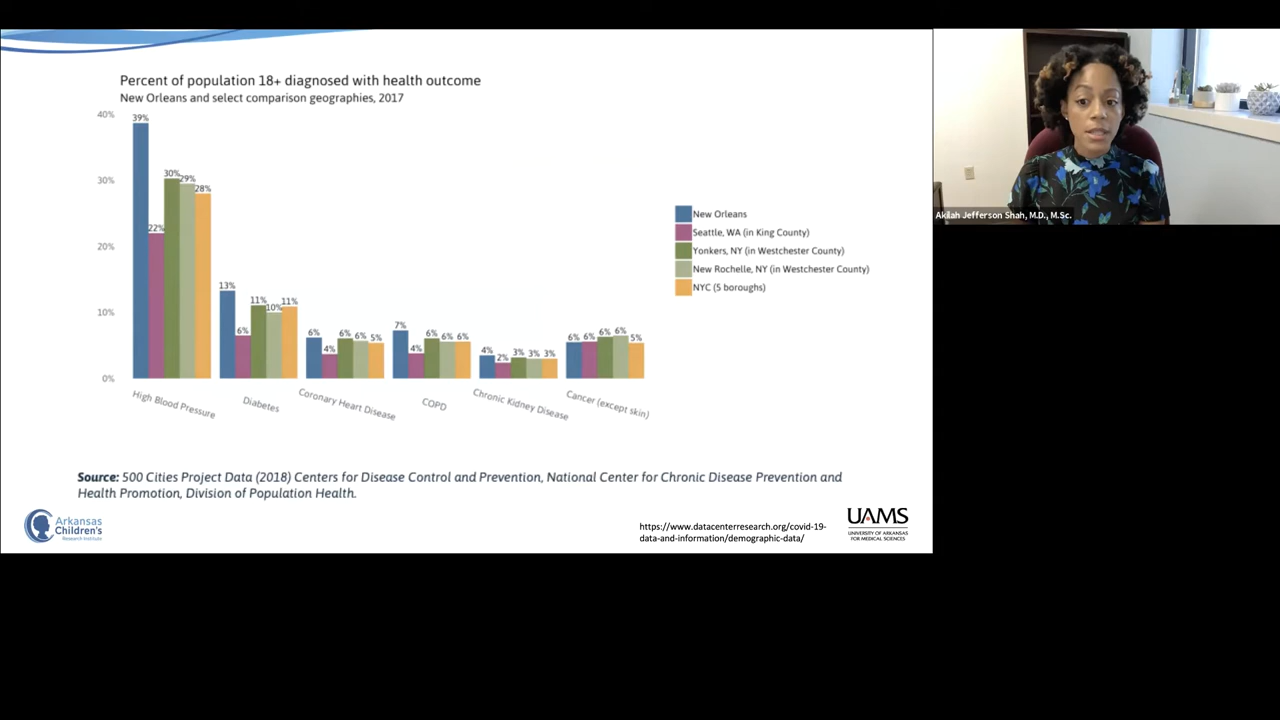 Percent of population 18+ diagnosed with health outcome
New Orleans and select comparison geographies, 2017
40%
30%
20%
10%
0%
39%
22%
30%
29%
28%
13%
6%
11%
10%
11%
6%
4%
6%
6%
5%
7%
4%
6%
6%
6%
4%
2%
3%
3%
3%
6%
6%
6%
6%
5%
High Blood Pressure
Diabetes
Coronary Heart Disease
COPD
Chronic Kidney Disease
Cancer (except skin)
New Orleans
Seattle, WA (in King County)
Yonkers, NY (in Westchester County)
New Rochelle, NY (in Westchester County)
NYC (5 boroughs)
Source: 500 Cities Project Data (2018) Centers for Disease Control and Prevention, National Center for Chronic Disease Prevention and
Health Promotion, Division of Population Health.
Arkansas
Children's
Research Institute
https://www.datacenterresearch.org/covid-19-
data-and-information/demographic-data/
UAMS
UNIVERSITY OF ARKANSAS
FOR MEDICAL SCIENCES
Akilah Jefferson Shah, M.D., M.Sc.